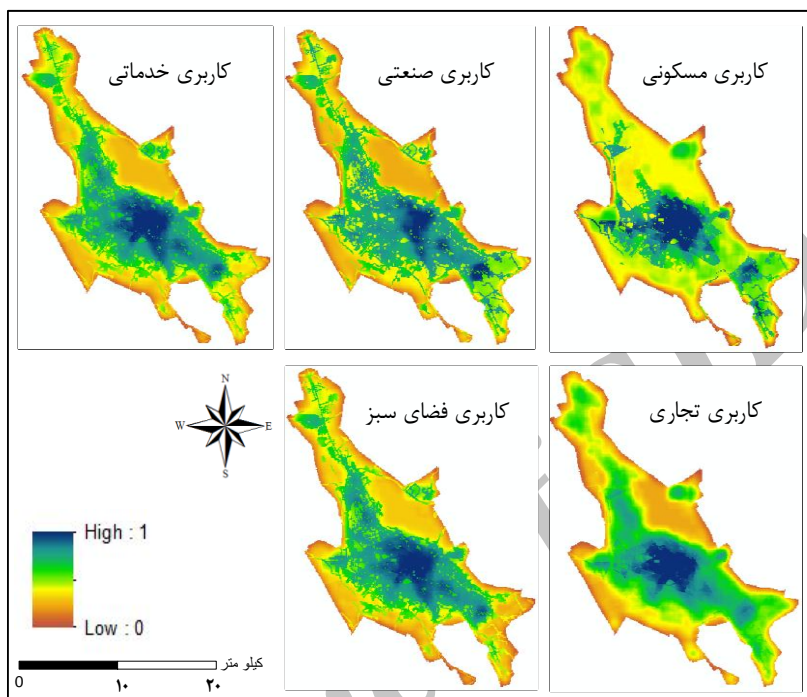 کاربری مسکونی
کاربری صنعتی
کاربری خدماتی
کاربری تجاری
کاربری فضای سبز
N
W E
S
High : 1
Low : 0
کیلو متر
0 ۱۰ ۲۰